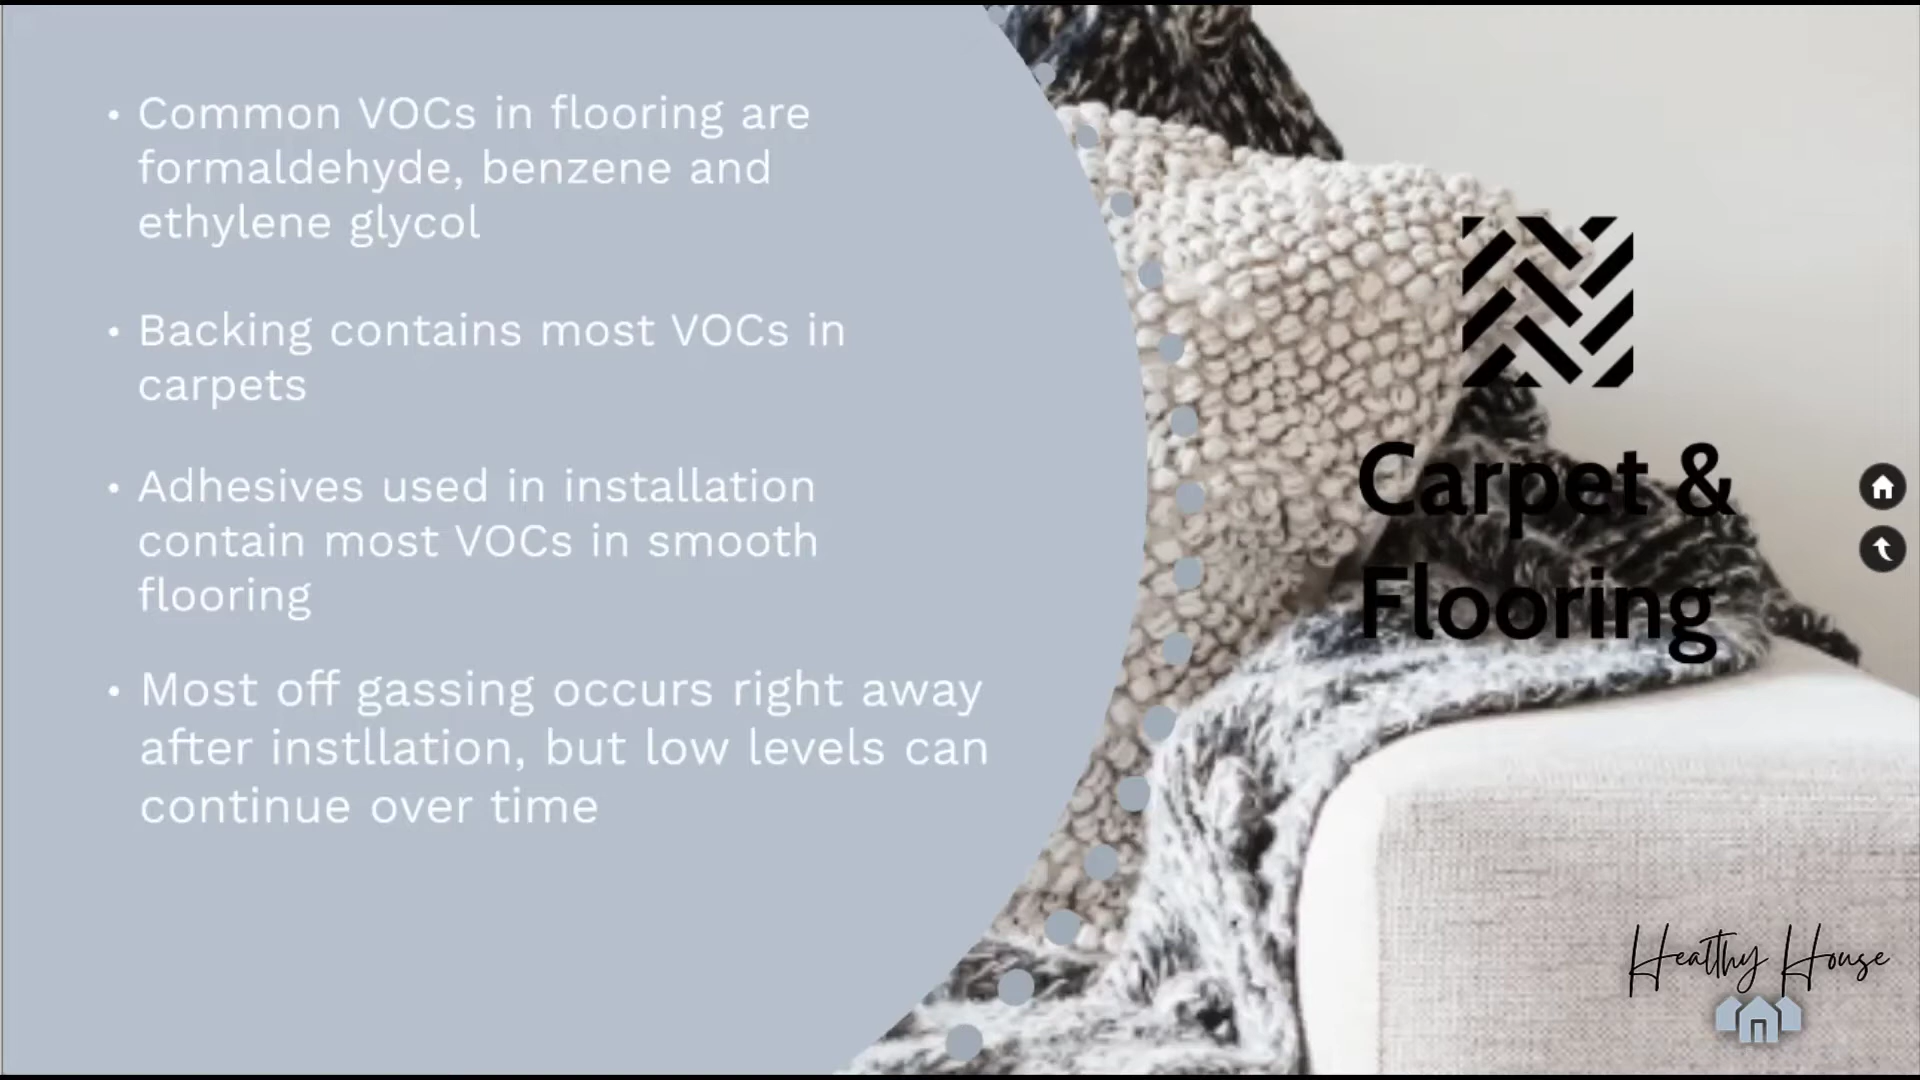 • Common VOCs in flooring are
formaldehyde, benzene and
ethylene glycol
• Backing contains most VOCs in
carpets
• Adhesives used in installation
contain most VOCs in smooth
flooring
• Most off gassing occurs right away
after instllation, but low levels can
continue over time
Carpet &
Flooring
Healthy House